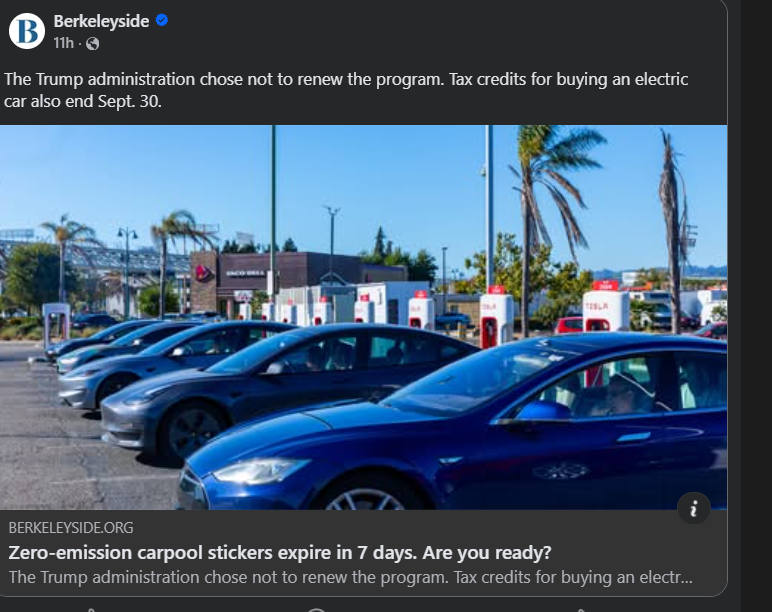 B
Berkeleyside
11h ·
The Trump administration chose not to renew the program. Tax credits for buying an electric
car also end Sept. 30.
TACO BELL
TESLA
TESLA
i
BERKELEYSIDE.ORG
Zero-emission carpool stickers expire in 7 days. Are you ready?
The Trump administration chose not to renew the program. Tax credits for buying an electr...